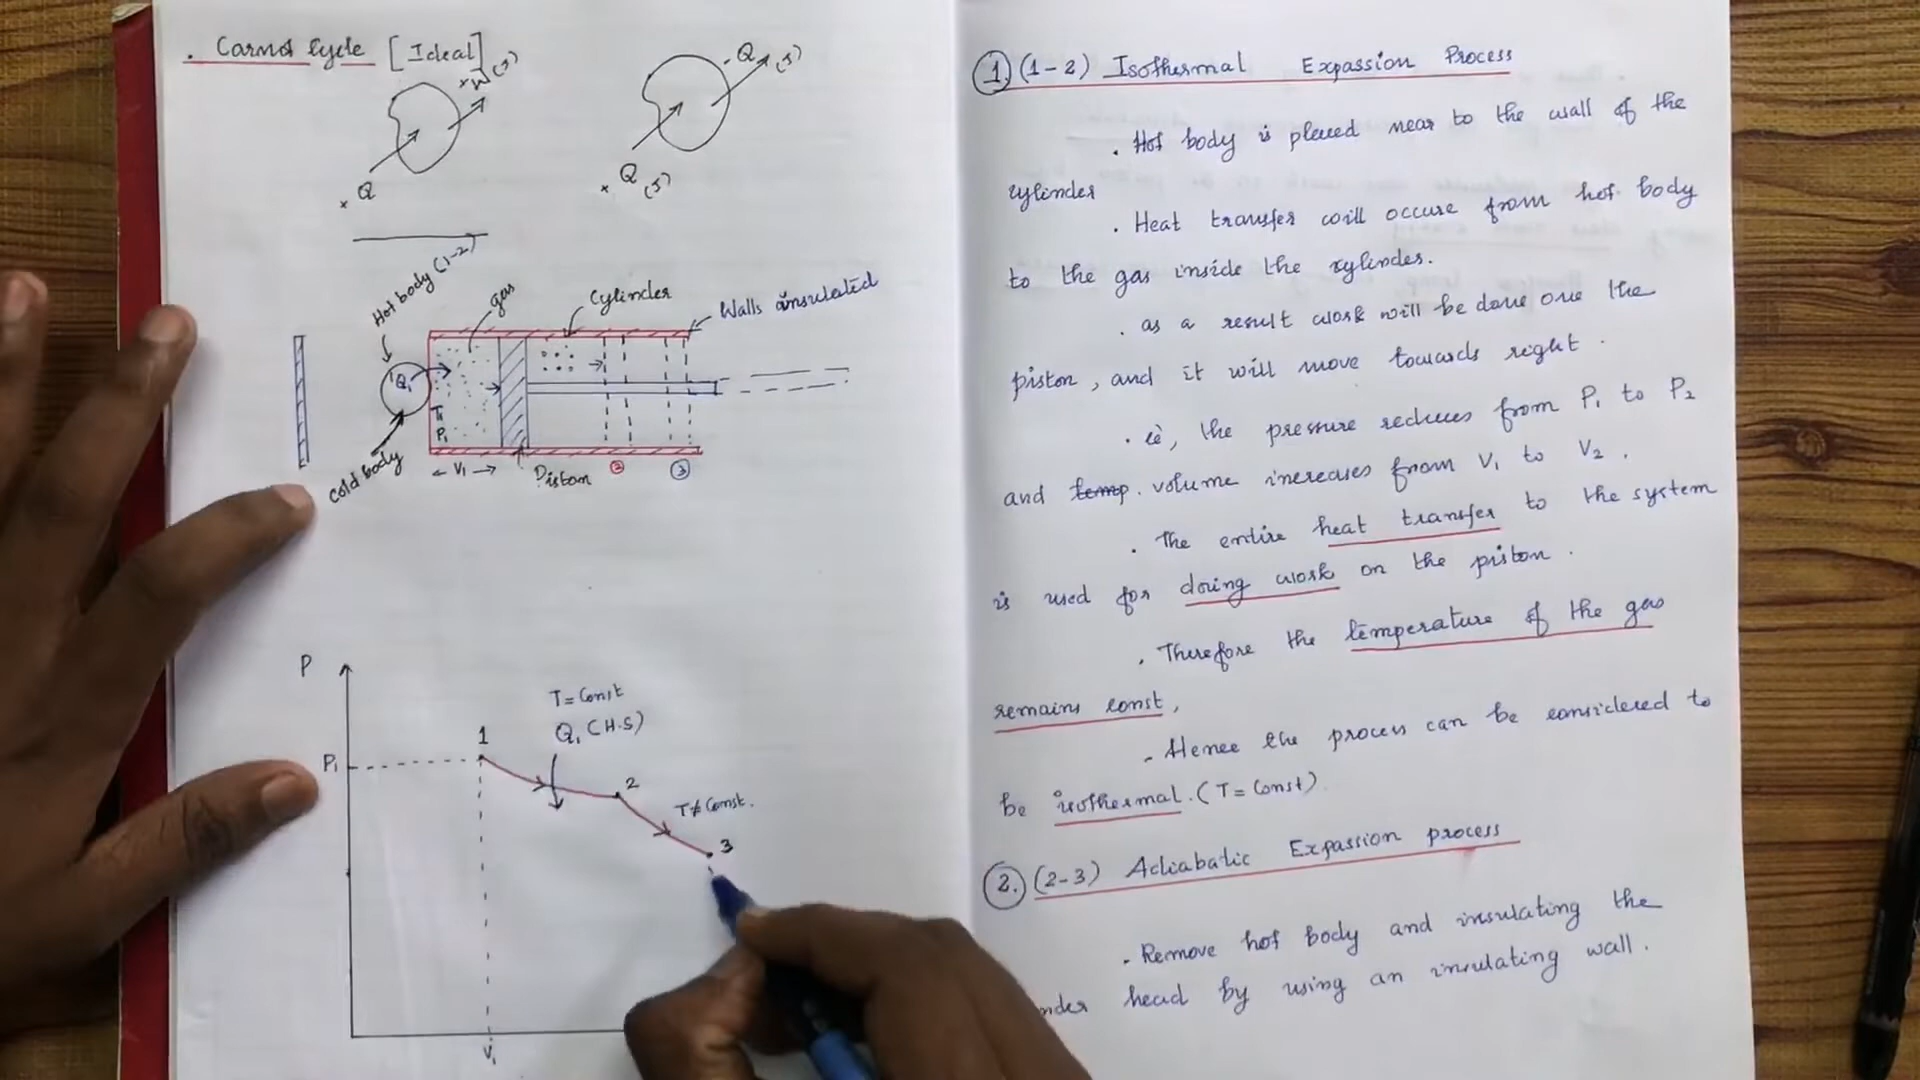 . Carnot Cycle [Ideal]
+W (J)
+ Q
- Q (J)
+ Q (J)
Hot body (1-2)
gas
Cylinder
Walls insulated
Q1
T1
P1
Cold body
← V1 →
Piston
2
3
P
T = Const
Q1 (H.S)
1
P1
2
T ≠ Const.
3
V1
1. (1-2) Isothermal Expassion Process
. Hot body is placed near to the wall of the
cylinder
. Heat transfer will occure from hot body
to the gas inside the cylinder.
. as a result work will be done one the
piston, and it will move towards right.
. ie, the pressure reduces from P1 to P2
and temp. volume increases from V1 to V2.
. The entire heat transfer to the system
is used for doing work on the piston.
. Therefore the temperature of the gas
remains const,
- Hence the process can be considered to
be isothermal. (T = Const)
2. (2-3) Adiabatic Expassion process
. Remove hot body and insulating the
nder head by using an insulating wall.